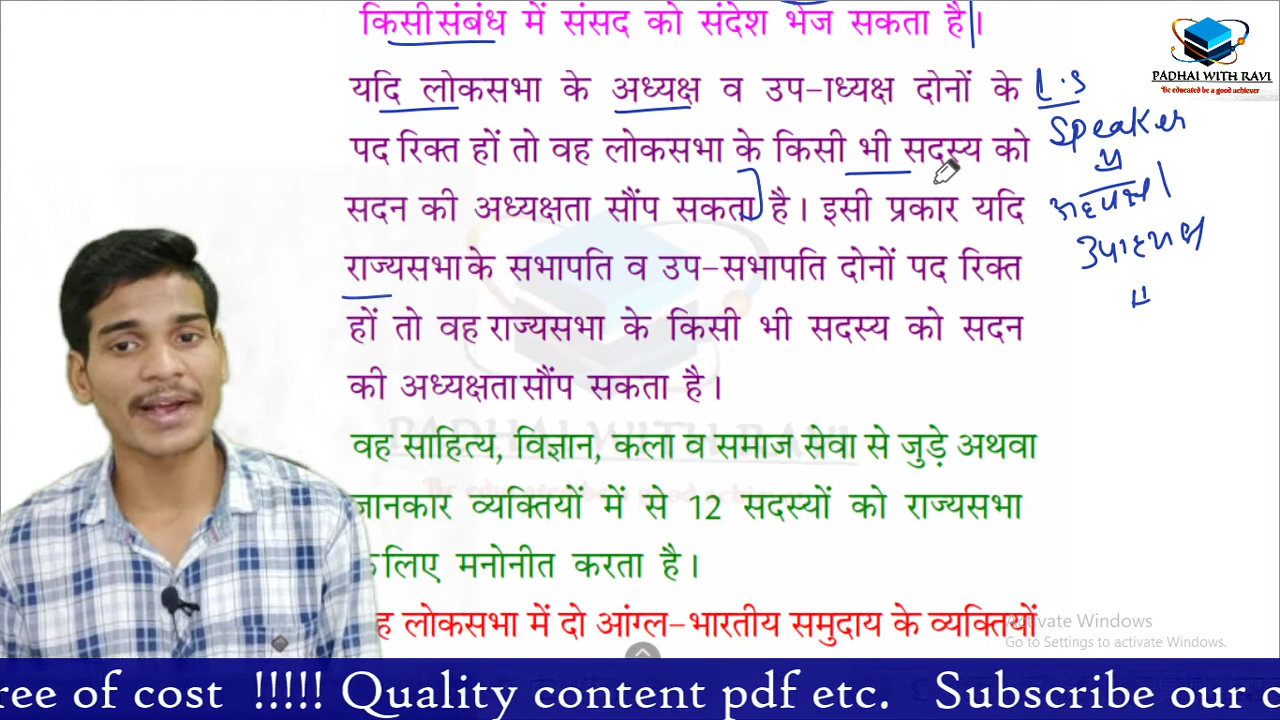 किसी संबंध में संसद को संदेश भेज सकता है।
PADHAI WITH RAVI
Be educated be a good achiever
यदि लोकसभा के अध्यक्ष व उप-ाध्यक्ष दोनों के
L.S
पद रिक्त हों तो वह लोकसभा के किसी भी सदस्य को
Speaker
सदन की अध्यक्षता सौंप सकता है। इसी प्रकार यदि
राज्यसभा के सभापति व उप-सभापति दोनों पद रिक्त
हों तो वह राज्यसभा के किसी भी सदस्य को सदन
की अध्यक्षता सौंप सकता है।
PADHAI WITH RAVI
वह साहित्य, विज्ञान, कला व समाज सेवा से जुड़े अथवा
जानकार व्यक्तियों में से 12 सदस्यों को राज्यसभा
लिए मनोनीत करता है।
लोकसभा में दो आंग्ल-भारतीय समुदाय के व्यक्तियों
Activate Windows
Go to Settings to activate Windows.
ree of cost !!!!! Quality content pdf etc. Subscribe our c